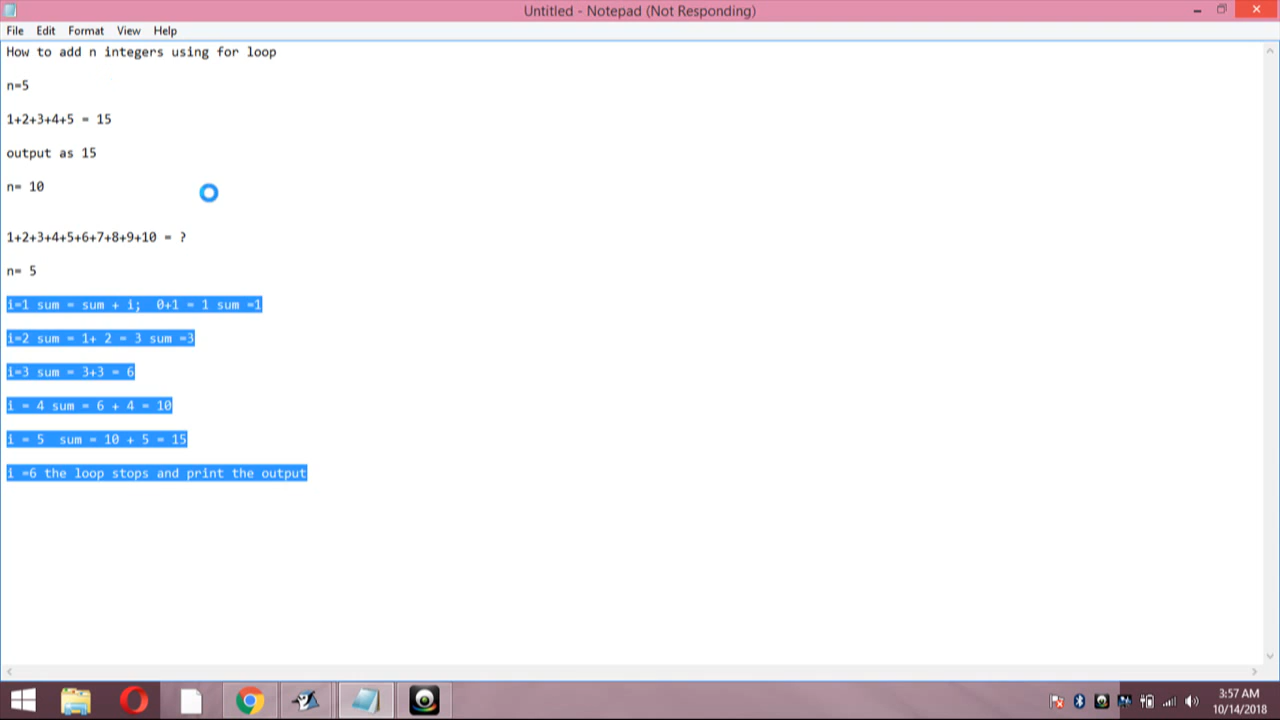 Untitled - Notepad (Not Responding)
File Edit Format View Help
How to add n integers using for loop
n=5
1+2+3+4+5 = 15
output as 15
n= 10
1+2+3+4+5+6+7+8+9+10 = ?
n= 5
i=1 sum = sum + i;  0+1 = 1 sum =1
i=2 sum = 1+ 2 = 3 sum =3
i=3 sum = 3+3 = 6
i = 4 sum = 6 + 4 = 10
i = 5  sum = 10 + 5 = 15
i =6 the loop stops and print the output
3:57 AM
10/14/2018